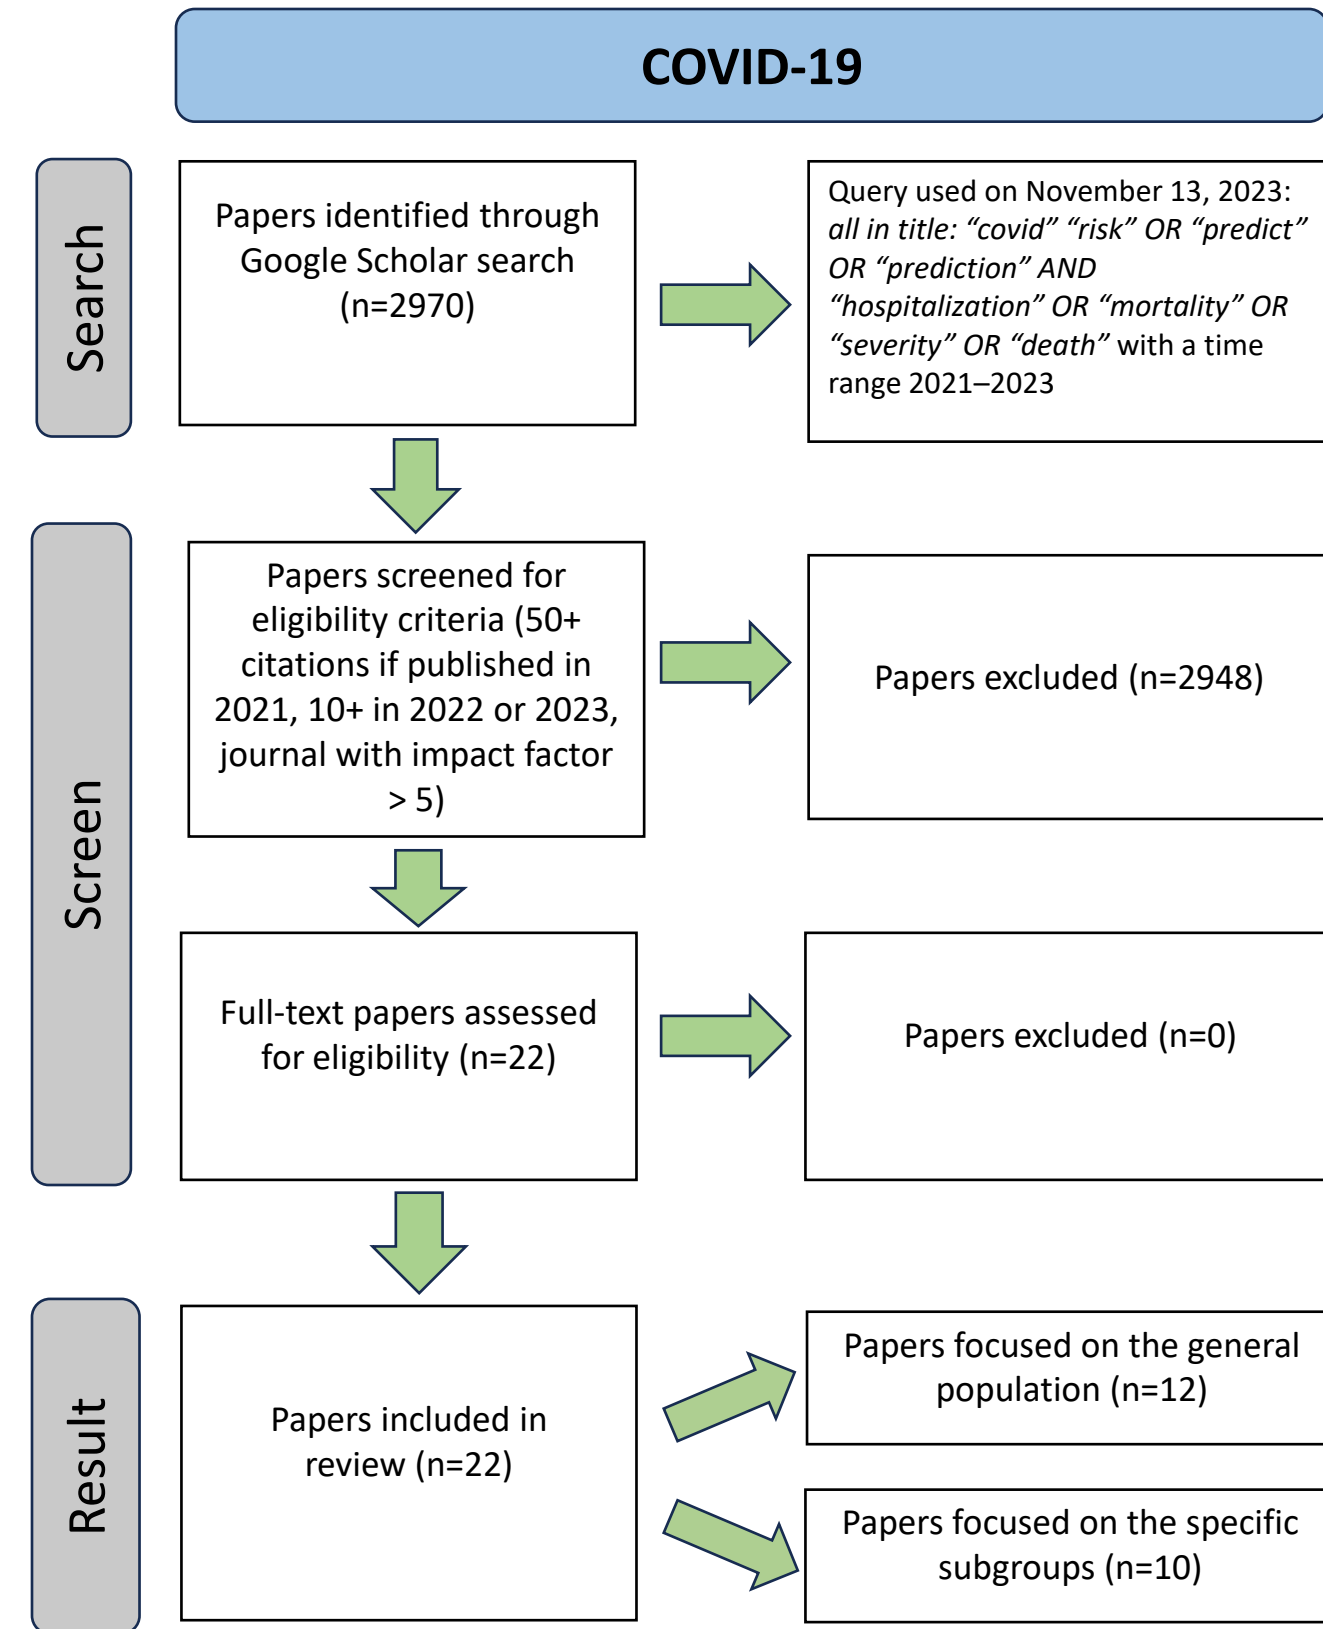 COVID-19
Search
Papers identified through
Google Scholar search
(n=2970)
Query used on November 13, 2023:
all in title: “covid” “risk” OR “predict”
OR “prediction” AND
“hospitalization” OR “mortality” OR
“severity” OR “death” with a time
range 2021–2023
Screen
Papers screened for
eligibility criteria (50+
citations if published in
2021, 10+ in 2022 or 2023,
journal with impact factor
> 5)
Papers excluded (n=2948)
Full-text papers assessed
for eligibility (n=22)
Papers excluded (n=0)
Result
Papers included in
review (n=22)
Papers focused on the general
population (n=12)
Papers focused on the specific
subgroups (n=10)